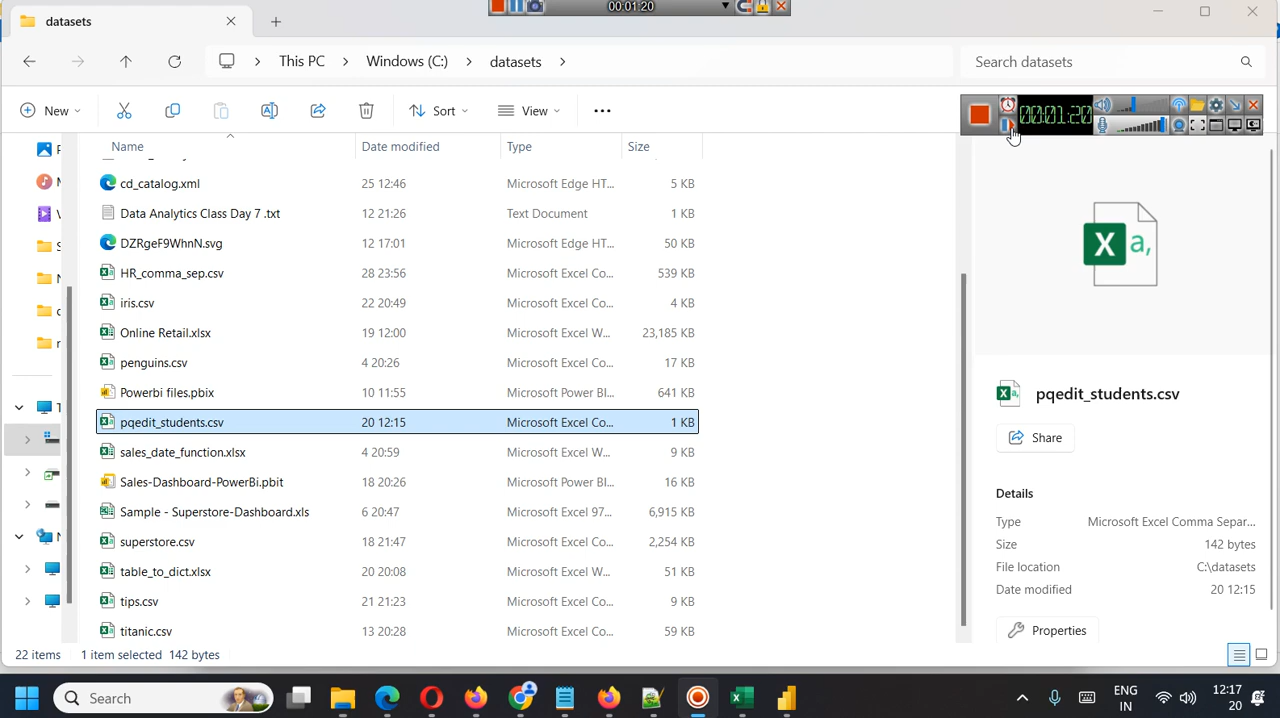 00:01:20
datasets
This PC > Windows (C:) > datasets >
Search datasets
New
Sort
View
00:01:20
Name Date modified Type Size
cd_catalog.xml 25 12:46 Microsoft Edge HT... 5 KB
Data Analytics Class Day 7 .txt 12 21:26 Text Document 1 KB
DZRgeF9WhnN.svg 12 17:01 Microsoft Edge HT... 50 KB
HR_comma_sep.csv 28 23:56 Microsoft Excel Co... 539 KB
iris.csv 22 20:49 Microsoft Excel Co... 4 KB
Online Retail.xlsx 19 12:00 Microsoft Excel W... 23,185 KB
penguins.csv 4 20:26 Microsoft Excel Co... 17 KB
Powerbi files.pbix 10 11:55 Microsoft Power BI... 641 KB
pqedit_students.csv 20 12:15 Microsoft Excel Co... 1 KB
sales_date_function.xlsx 4 20:59 Microsoft Excel W... 9 KB
Sales-Dashboard-PowerBi.pbit 18 20:26 Microsoft Power BI... 16 KB
Sample - Superstore-Dashboard.xls 6 20:47 Microsoft Excel 97... 6,915 KB
superstore.csv 18 21:47 Microsoft Excel Co... 2,254 KB
table_to_dict.xlsx 20 20:08 Microsoft Excel W... 51 KB
tips.csv 21 21:23 Microsoft Excel Co... 9 KB
titanic.csv 13 20:28 Microsoft Excel Co... 59 KB
X a,
pqedit_students.csv
Share
Details
Type Microsoft Excel Comma Separ...
Size 142 bytes
File location C:\datasets
Date modified 20 12:15
Properties
22 items 1 item selected 142 bytes
Search
ENG
IN
12:17
20